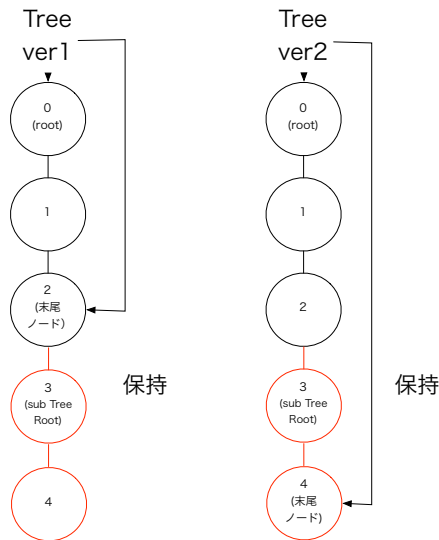 Tree
ver1
0
(root)
1
2
(末尾
ノード）
3
(sub Tree
Root)
4
保持
Tree
ver2
0
(root)
1
2
3
(sub Tree
Root)
4
(末尾
ノード)
保持